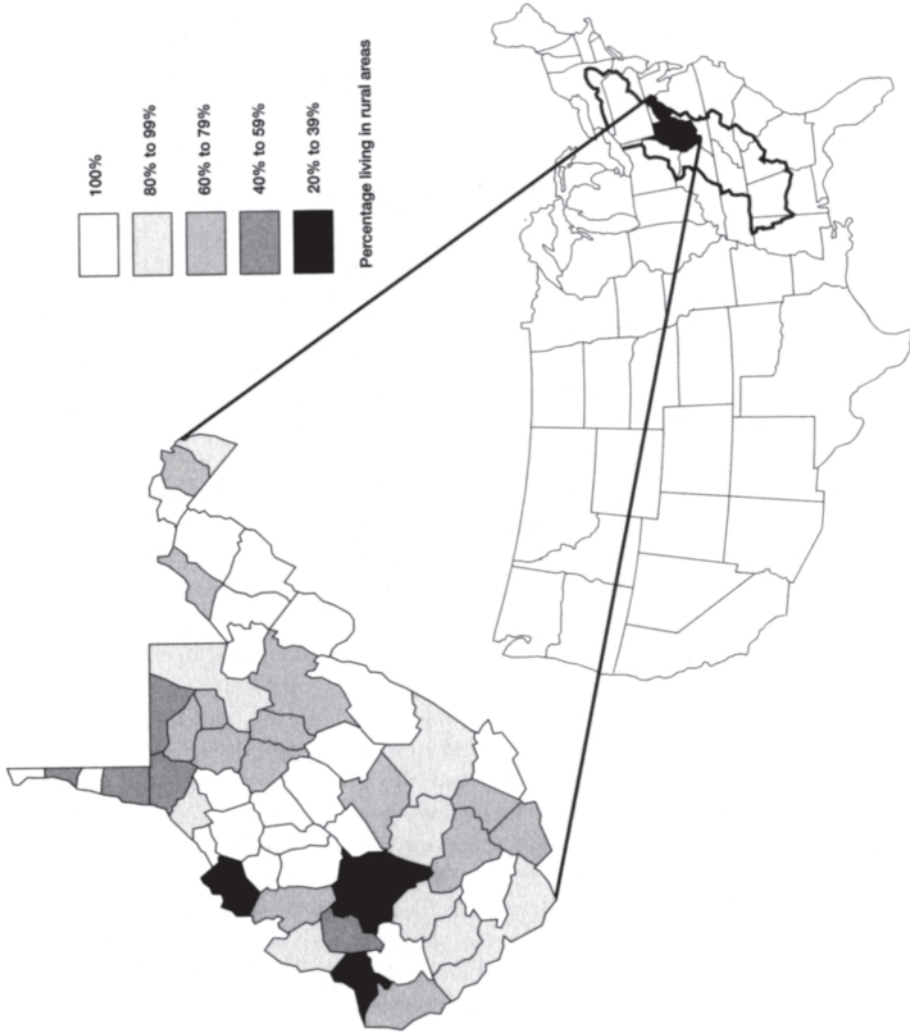 100%
80% to 99%
60% to 79%
40% to 59%
20% to 39%
Percentage living in rural areas